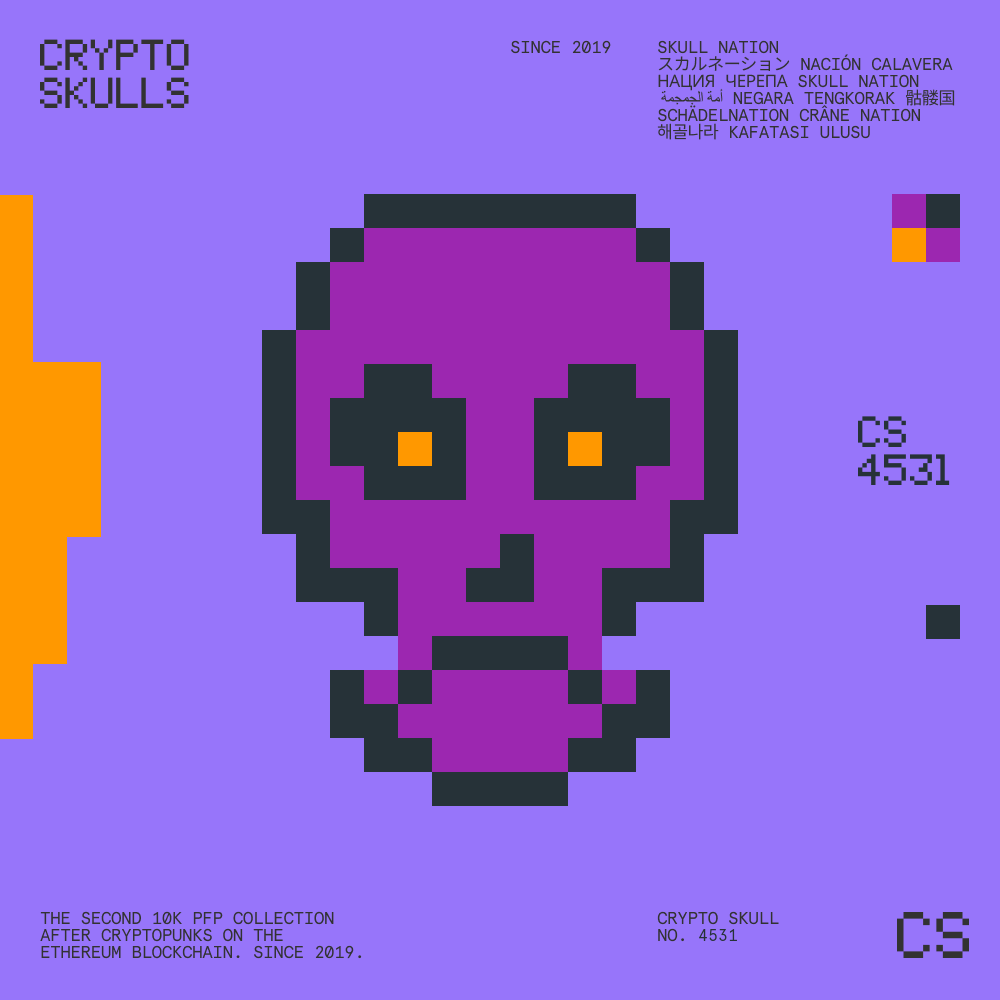 CRYPTO
SKULLS
SINCE 2019
SKULL NATION
スカルネーション NACIÓN CALAVERA
НАЦИЯ ЧЕРЕПА SKULL NATION
أمة الجمجمة NEGARA TENGKORAK 骷髅国
SCHÄDELNATION CRÂNE NATION
해골나라 KAFATASI ULUSU
CS
4531
THE SECOND 10K PFP COLLECTION
AFTER CRYPTOPUNKS ON THE
ETHEREUM BLOCKCHAIN. SINCE 2019.
CRYPTO SKULL
NO. 4531
CS